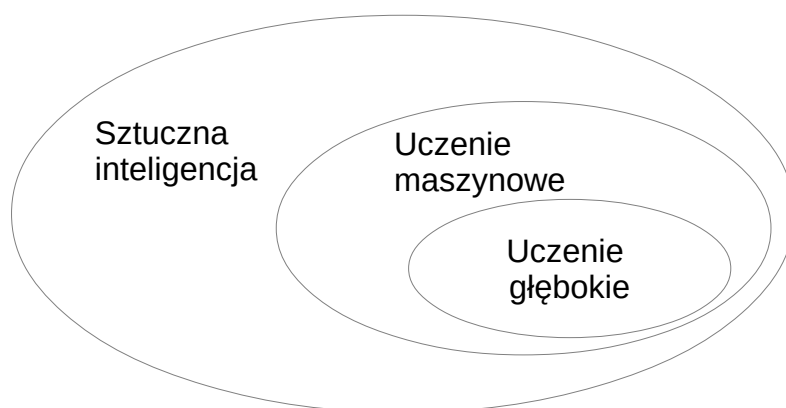 Sztuczna
inteligencja
Uczenie
maszynowe
Uczenie
głębokie